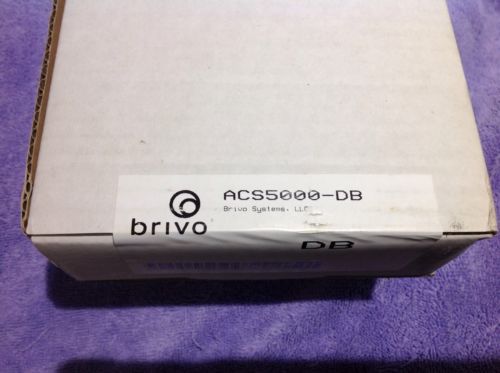 ACS5000-DB
Brivo Systems, LLC
brivo
DB